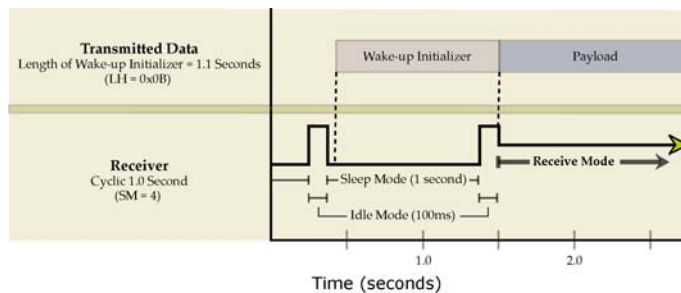 Transmitted Data
Length of Wake-up Initializer = 1.1 Seconds
(LH = 0x0B)
Wake-up Initializer
Payload
Receiver
Cyclic 1.0 Second
(SM = 4)
Sleep Mode (1 second)
Receive Mode
Idle Mode (100ms)
1.0
2.0
Time (seconds)